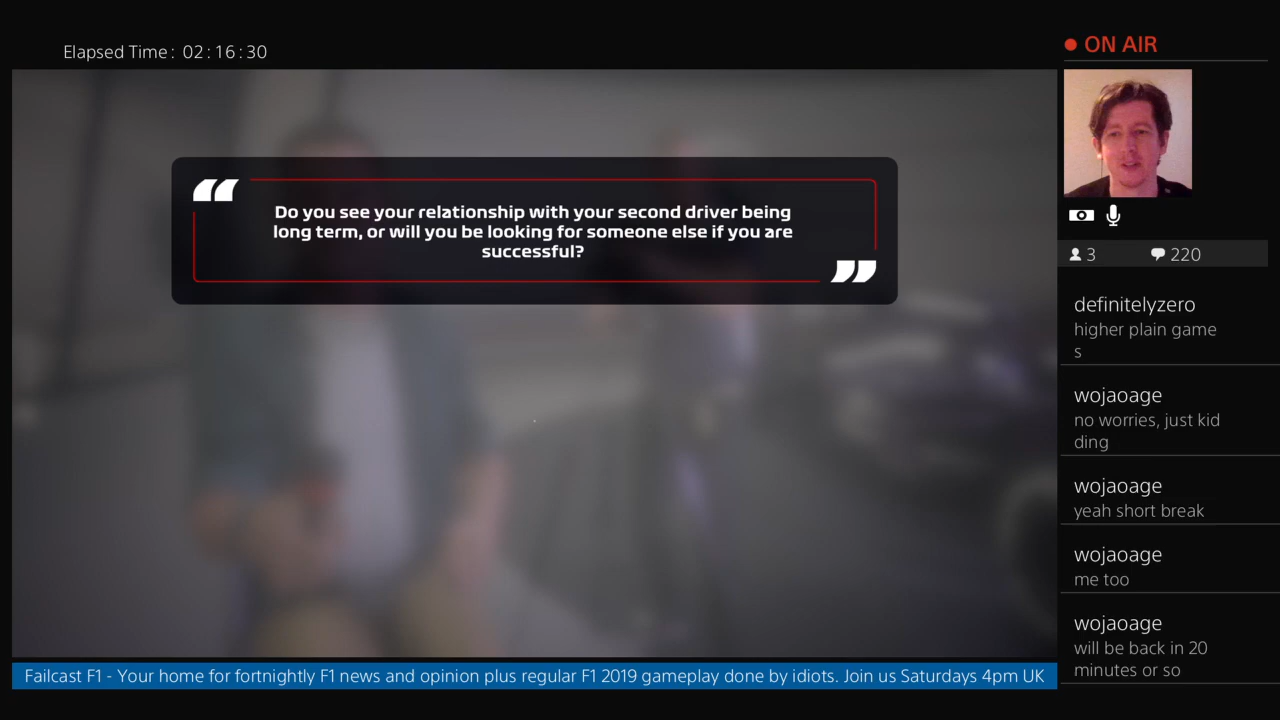 Elapsed Time: 02:16:30
ON AIR
Do you see your relationship with your second driver being
long term, or will you be looking for someone else if you are
successful?
3
220
definitelyzero
higher plain game
s
wojaoage
no worries, just kid
ding
wojaoage
yeah short break
wojaoage
me too
wojaoage
will be back in 20
minutes or so
Failcast F1 - Your home for fortnightly F1 news and opinion plus regular F1 2019 gameplay done by idiots. Join us Saturdays 4pm UK